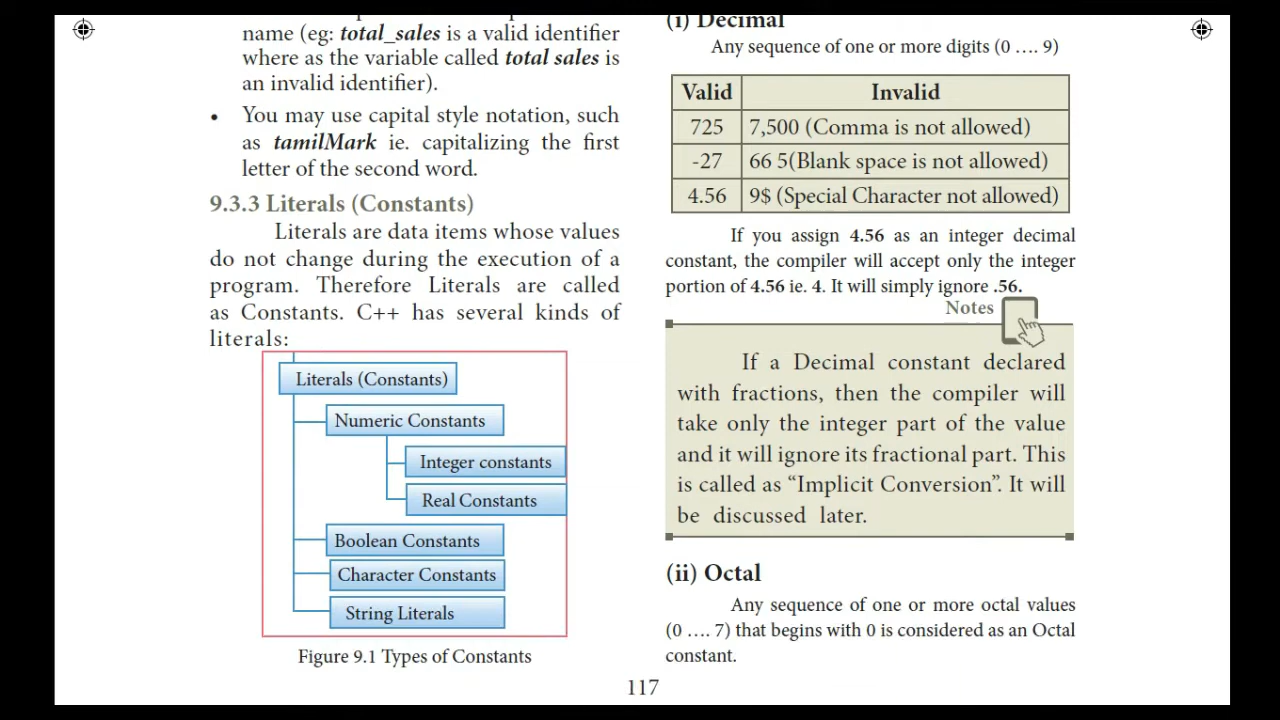 name (eg: total_sales is a valid identifier
where as the variable called total sales is
an invalid identifier).
• You may use capital style notation, such
as tamilMark ie. capitalizing the first
letter of the second word.
9.3.3 Literals (Constants)
Literals are data items whose values
do not change during the execution of a
program. Therefore Literals are called
as Constants. C++ has several kinds of
literals:
Literals (Constants)
Numeric Constants
Integer constants
Real Constants
Boolean Constants
Character Constants
String Literals
Figure 9.1 Types of Constants
(i) Decimal
Any sequence of one or more digits (0 .... 9)
Valid Invalid
725 7,500 (Comma is not allowed)
-27 66 5(Blank space is not allowed)
4.56 9$ (Special Character not allowed)
If you assign 4.56 as an integer decimal
constant, the compiler will accept only the integer
portion of 4.56 ie. 4. It will simply ignore .56.
Notes
If a Decimal constant declared
with fractions, then the compiler will
take only the integer part of the value
and it will ignore its fractional part. This
is called as “Implicit Conversion”. It will
be discussed later.
(ii) Octal
Any sequence of one or more octal values
(0 .... 7) that begins with 0 is considered as an Octal
constant.
117